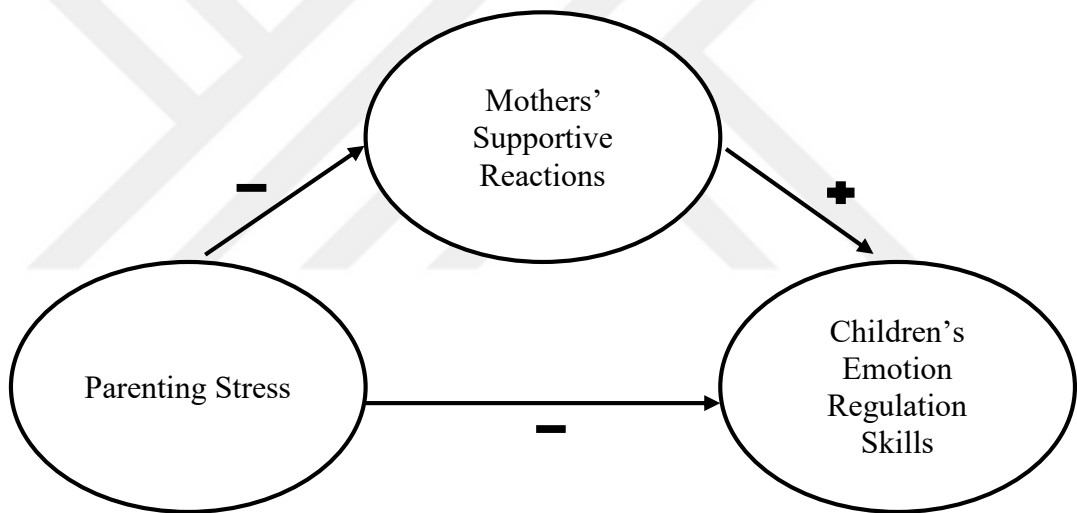 Mothers’
Supportive
Reactions
−
+
Parenting Stress
−
Children’s
Emotion
Regulation
Skills